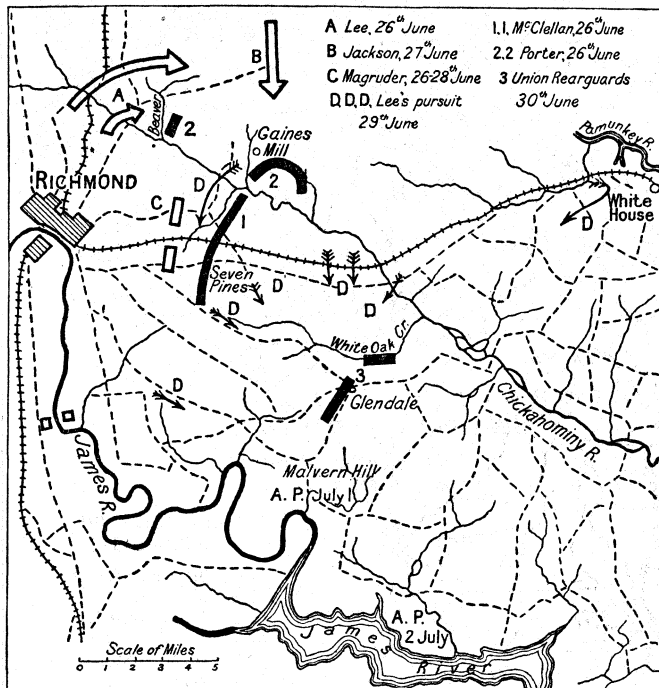 A Lee, 26th June
B Jackson, 27th June
C Magruder, 26-28th June
D,D,D, Lee's pursuit
29th June
1,1, McClellan, 26th June
2,2 Porter, 26th June
3 Union Rearguards
30th June
B
A
Beaver
2
Gaines
Mill
Pamunkey R.
RICHMOND
D
C
2
White
House
D
1
Seven
Pines
D
D
D
D
White Oak Cr.
3
Glendale
D
Chickahominy R.
James R.
Malvern Hill
A.P. July 1
A.P.
2 July
James River
Scale of Miles
0 1 2 3 4 5